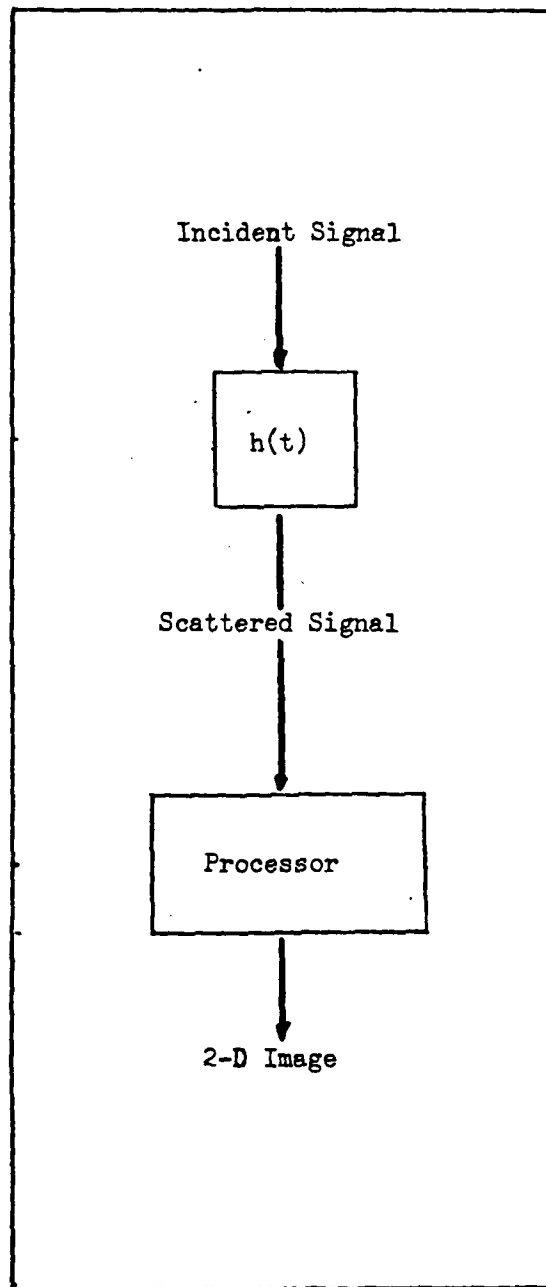 Incident Signal
h(t)
Scattered Signal
Processor
2-D Image